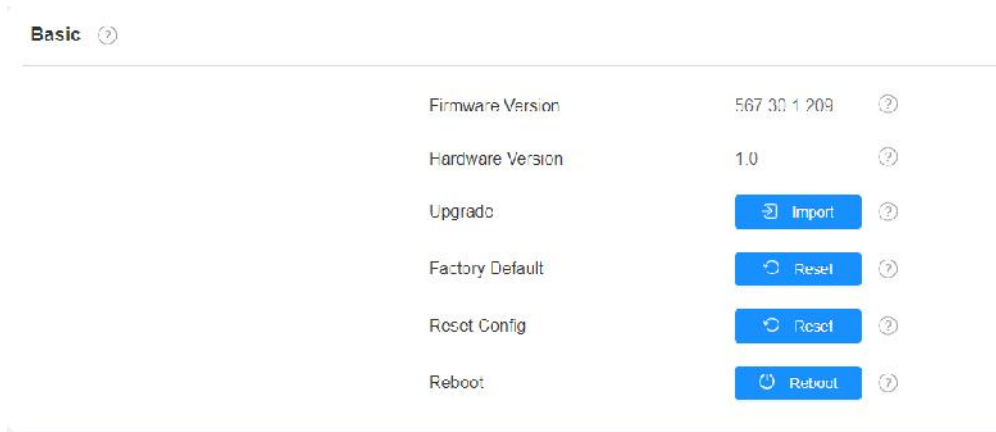 Basic ?
Firmware Version 567.30.1.209 ?
Hardware Version 1.0 ?
Upgrade Import ?
Factory Default Reset ?
Reset Config Reset ?
Reboot Reboot ?